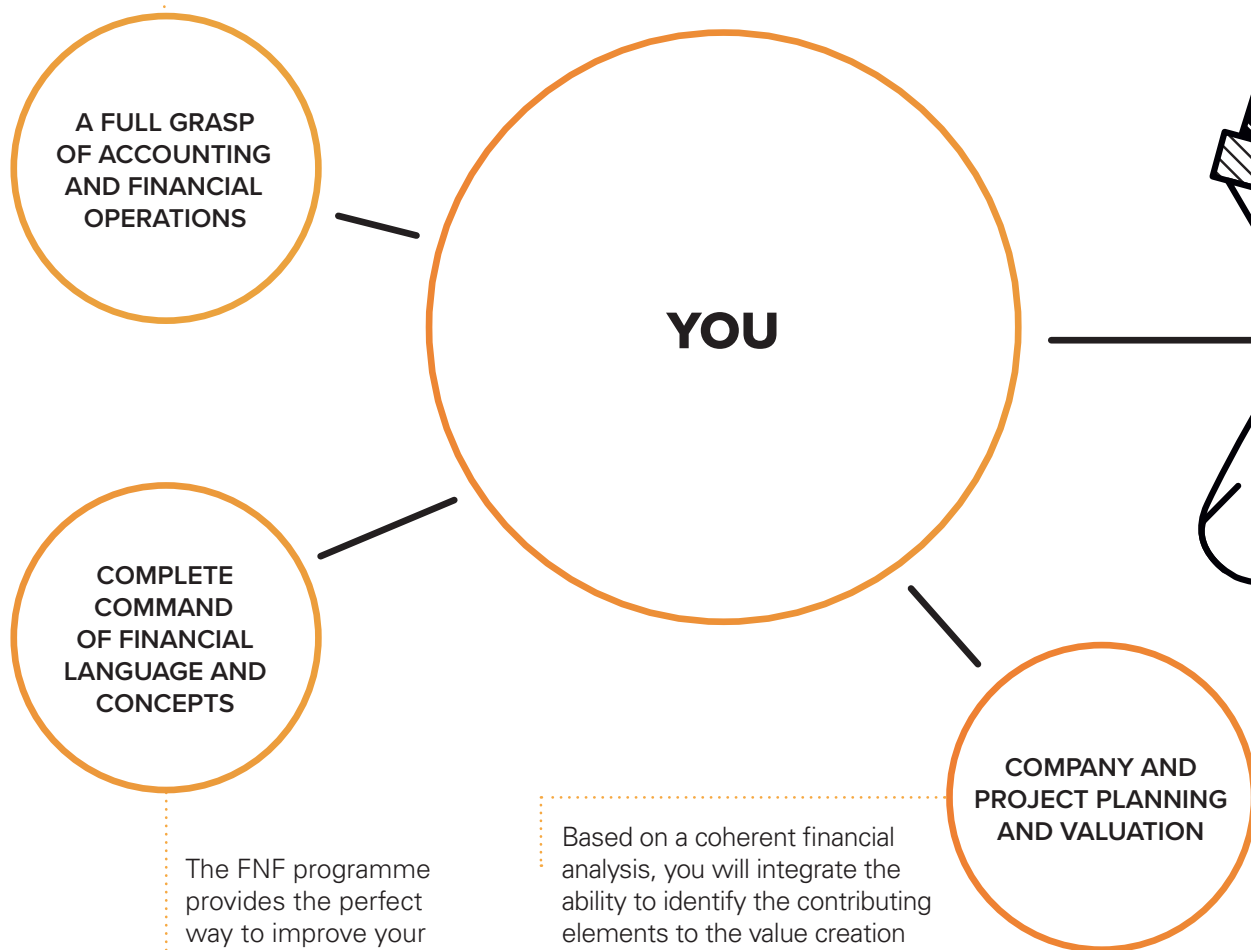 A FULL GRASP
OF ACCOUNTING
AND FINANCIAL
OPERATIONS
YOU
COMPLETE
COMMAND
OF FINANCIAL
LANGUAGE AND
CONCEPTS
COMPANY AND
PROJECT PLANNING
AND VALUATION
The FNF programme
provides the perfect
way to improve your
Based on a coherent financial
analysis, you will integrate the
ability to identify the contributing
elements to the value creation